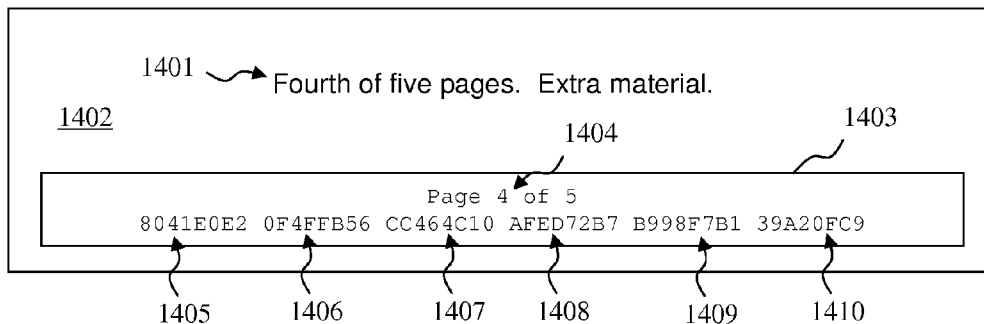 1401
Fourth of five pages. Extra material.
1402
1404
1403
Page 4 of 5
8041E0E2 0F4FFB56 CC464C10 AFED72B7 B998F7B1 39A20FC9
1405 1406 1407 1408 1409 1410